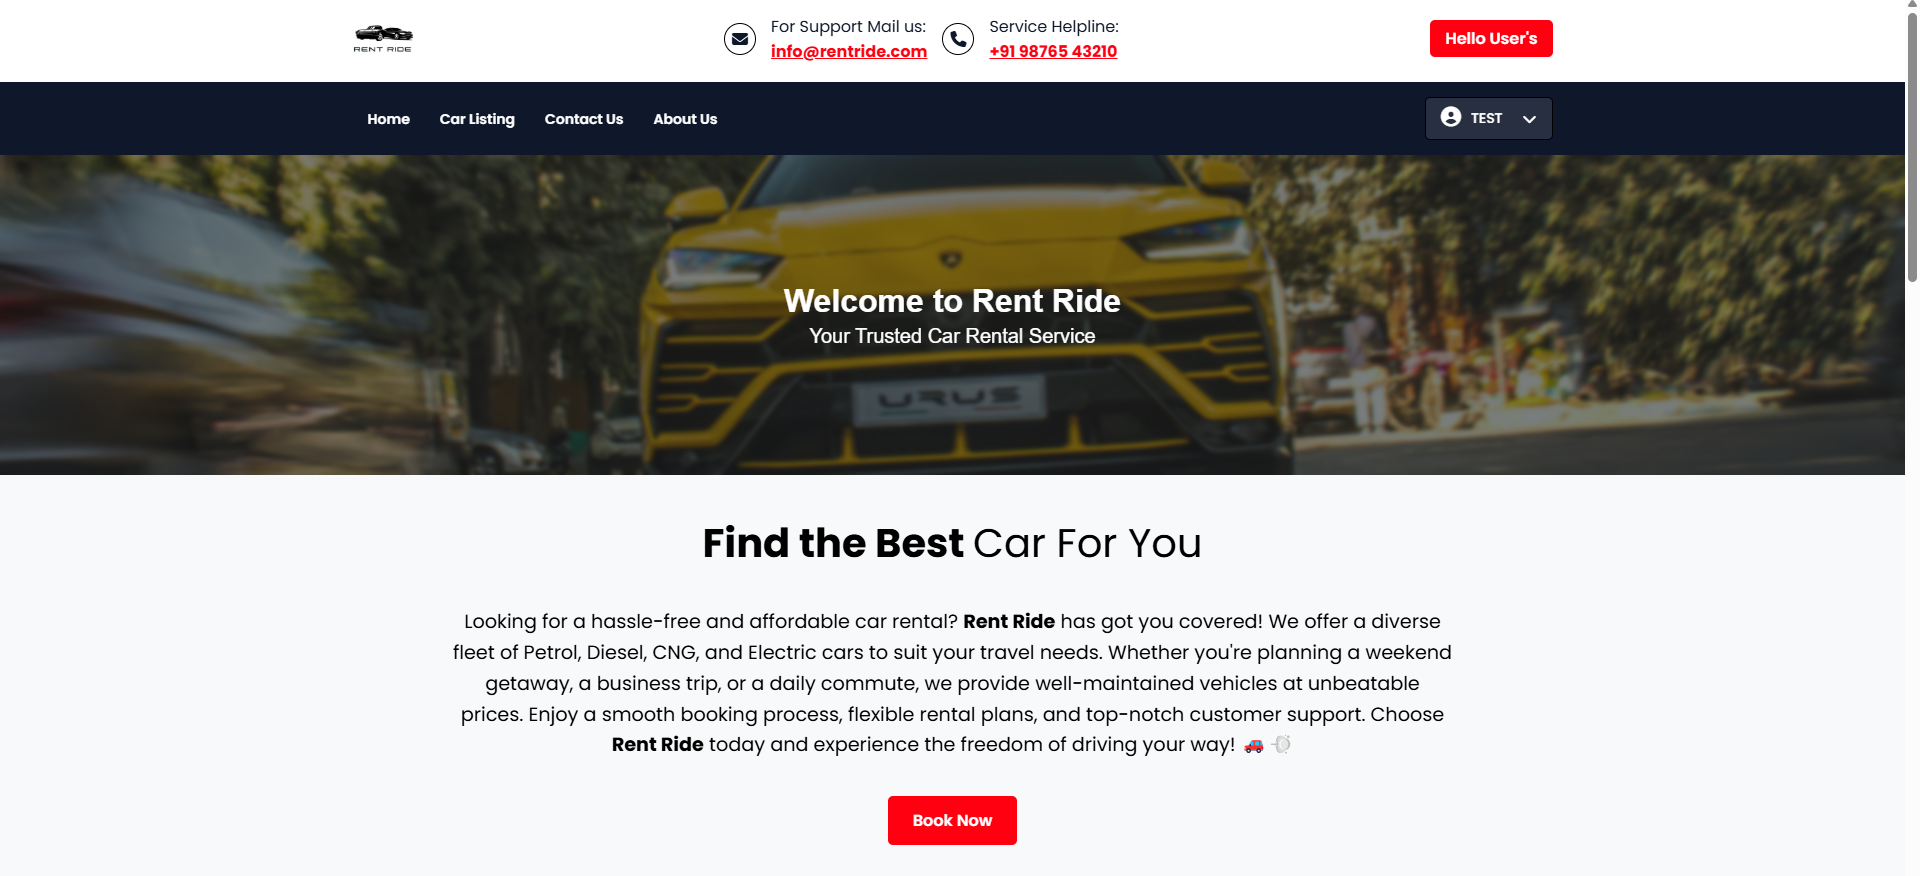 RENT RIDE
For Support Mail us:
info@rentride.com
Service Helpline:
+91 98765 43210
Hello User's
Home
Car Listing
Contact Us
About Us
TEST
Welcome to Rent Ride
Your Trusted Car Rental Service
URUS
Find the Best Car For You
Looking for a hassle-free and affordable car rental? Rent Ride has got you covered! We offer a diverse
fleet of Petrol, Diesel, CNG, and Electric cars to suit your travel needs. Whether you're planning a weekend
getaway, a business trip, or a daily commute, we provide well-maintained vehicles at unbeatable
prices. Enjoy a smooth booking process, flexible rental plans, and top-notch customer support. Choose
Rent Ride today and experience the freedom of driving your way! 🚗 💨
Book Now